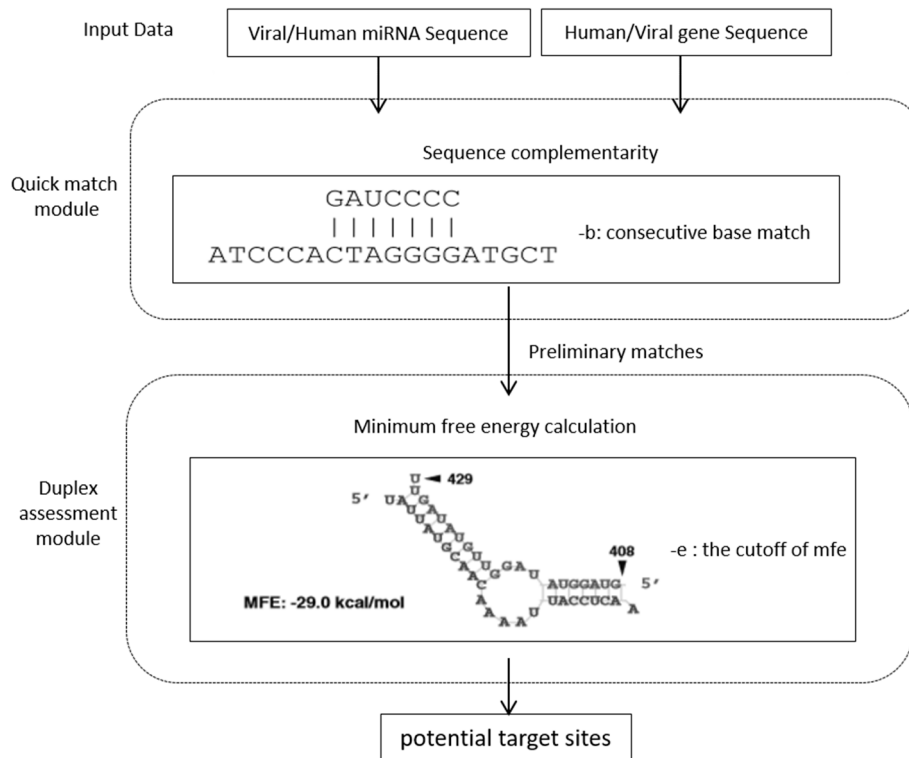 Input Data
Viral/Human miRNA Sequence
Human/Viral gene Sequence
Quick match
module
Sequence complementarity
GAUCCCC
ATCCCACTAGGGGATGCT
-b: consecutive base match
Preliminary matches
Duplex
assessment
module
Minimum free energy calculation
429
5'
408
5'
MFE: -29.0 kcal/mol
-e : the cutoff of mfe
potential target sites